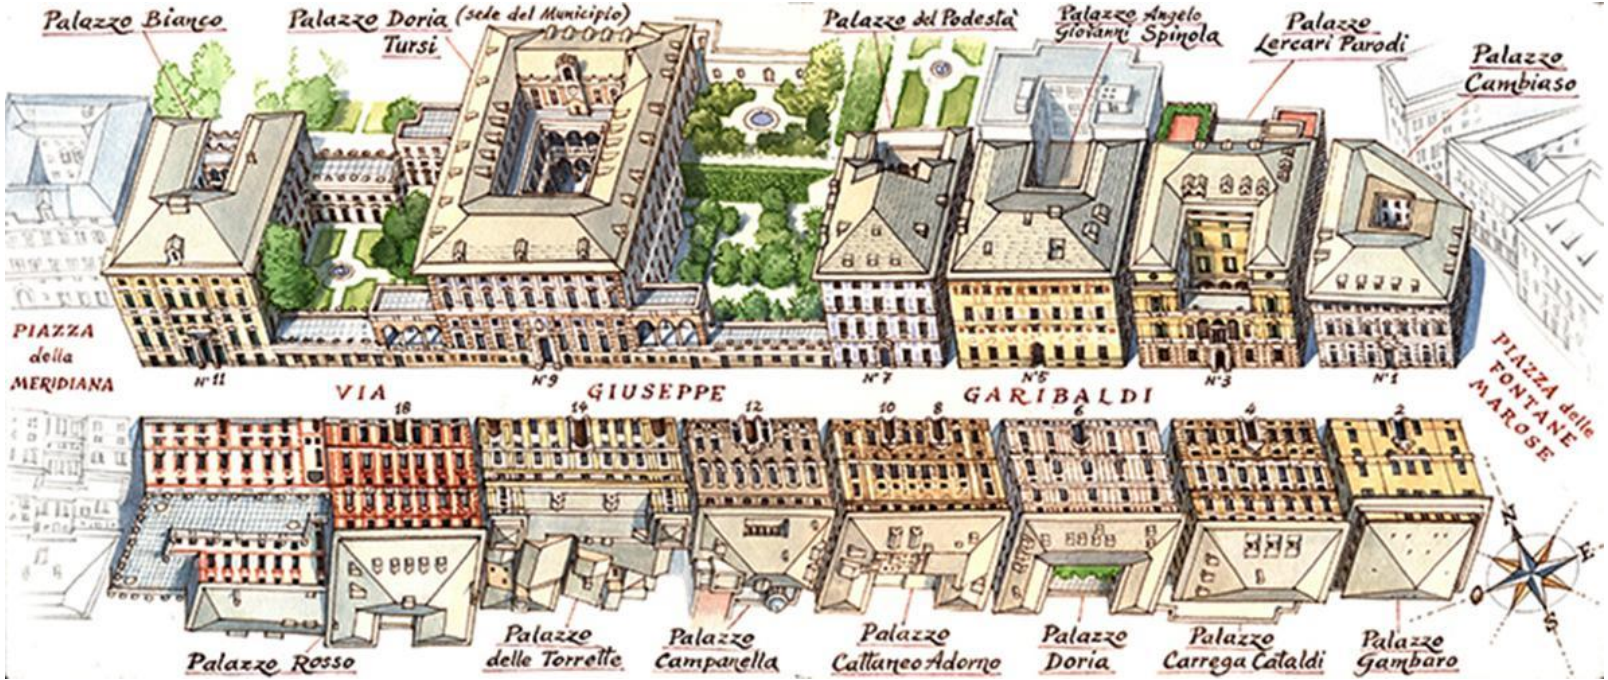 Palazzo Bianco
Palazzo Doria (sede del Municipio)
Tursi
Palazzo del Podestà
Palazzo Angelo
Giovanni Spinola
Palazzo
Lercari Parodi
Palazzo
Cambiaso
PIAZZA
della
MERIDIANA
N°11
N°9
N°7
N°5
N°3
N°1
VIA GIUSEPPE GARIBALDI
PIAZZA delle
FONTANE
MAROSE
18
14
12
10
8
6
4
2
N
E
S
O
Palazzo Rosso
Palazzo
delle Torrette
Palazzo
Campanella
Palazzo
Cattaneo Adorno
Palazzo
Doria
Palazzo
Carrega Cataldi
Palazzo
Gambaro